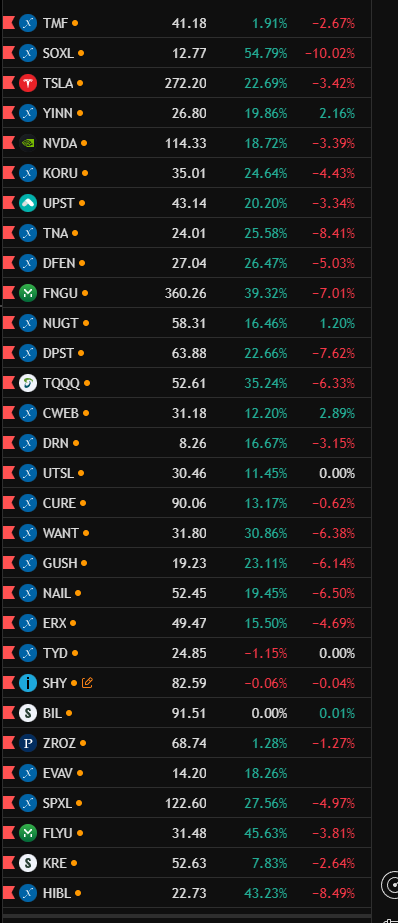 TMF 41.18 1.91% −2.67%
SOXL 12.77 54.79% −10.02%
TSLA 272.20 22.69% −3.42%
YINN 26.80 19.86% 2.16%
NVDA 114.33 18.72% −3.39%
KORU 35.01 24.64% −4.43%
UPST 43.14 20.20% −3.34%
TNA 24.01 25.58% −8.41%
DFEN 27.04 26.47% −5.03%
FNGU 360.26 39.32% −7.01%
NUGT 58.31 16.46% 1.20%
DPST 63.88 22.66% −7.62%
TQQQ 52.61 35.24% −6.33%
CWEB 31.18 12.20% 2.89%
DRN 8.26 16.67% −3.15%
UTSL 30.46 11.45% 0.00%
CURE 90.06 13.17% −0.62%
WANT 31.80 30.86% −6.38%
GUSH 19.23 23.11% −6.14%
NAIL 52.45 19.45% −6.50%
ERX 49.47 15.50% −4.69%
TYD 24.85 −1.15% 0.00%
SHY 82.59 −0.06% −0.04%
BIL 91.51 0.00% 0.01%
ZROZ 68.74 1.28% −1.27%
EVAV 14.20 18.26%
SPXL 122.60 27.56% −4.97%
FLYU 31.48 45.63% −3.81%
KRE 52.63 7.83% −2.64%
HIBL 22.73 43.23% −8.49%